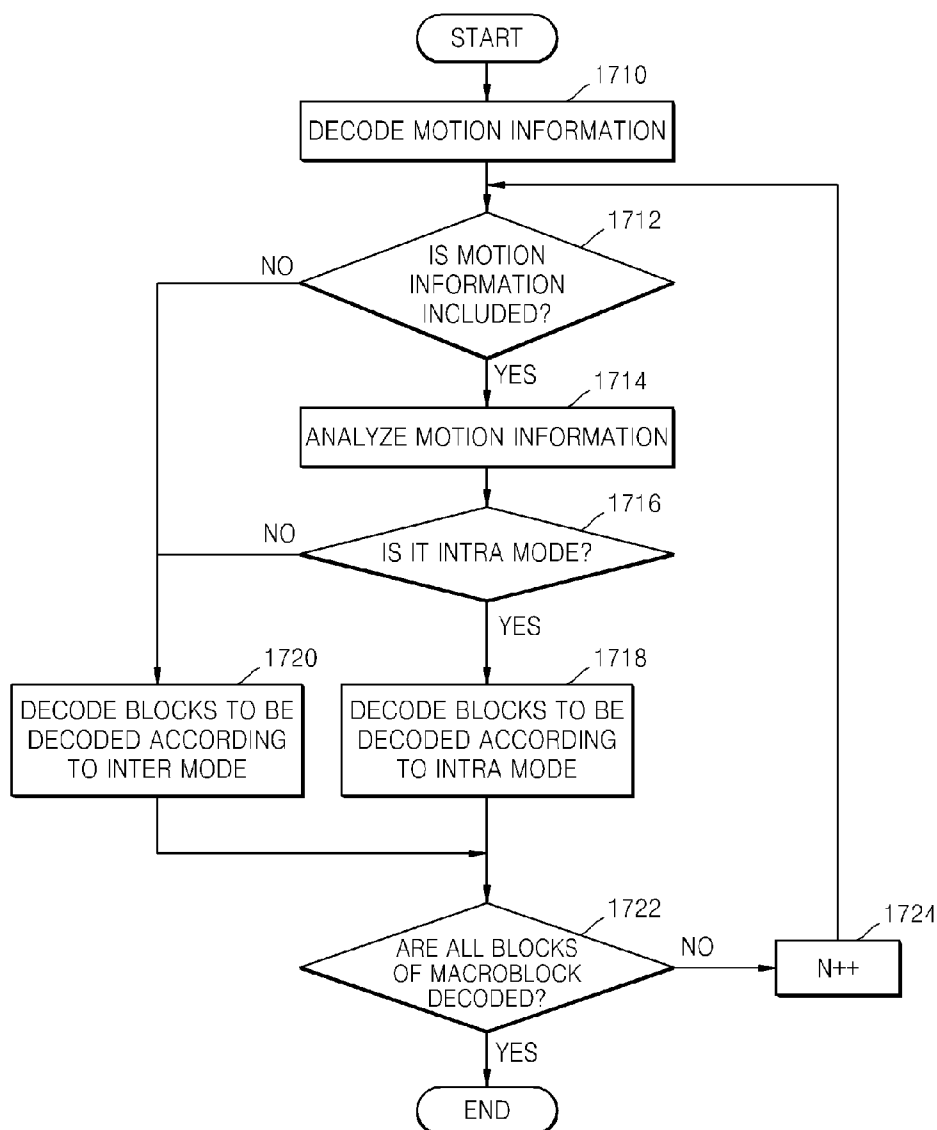 START
1710
DECODE MOTION INFORMATION
1712
IS MOTION
INFORMATION
INCLUDED?
NO
YES
1714
ANALYZE MOTION INFORMATION
1716
IS IT INTRA MODE?
NO
YES
1720
DECODE BLOCKS TO BE
DECODED ACCORDING
TO INTER MODE
1718
DECODE BLOCKS TO BE
DECODED ACCORDING
TO INTRA MODE
1722
ARE ALL BLOCKS
OF MACROBLOCK
DECODED?
NO
1724
N++
YES
END